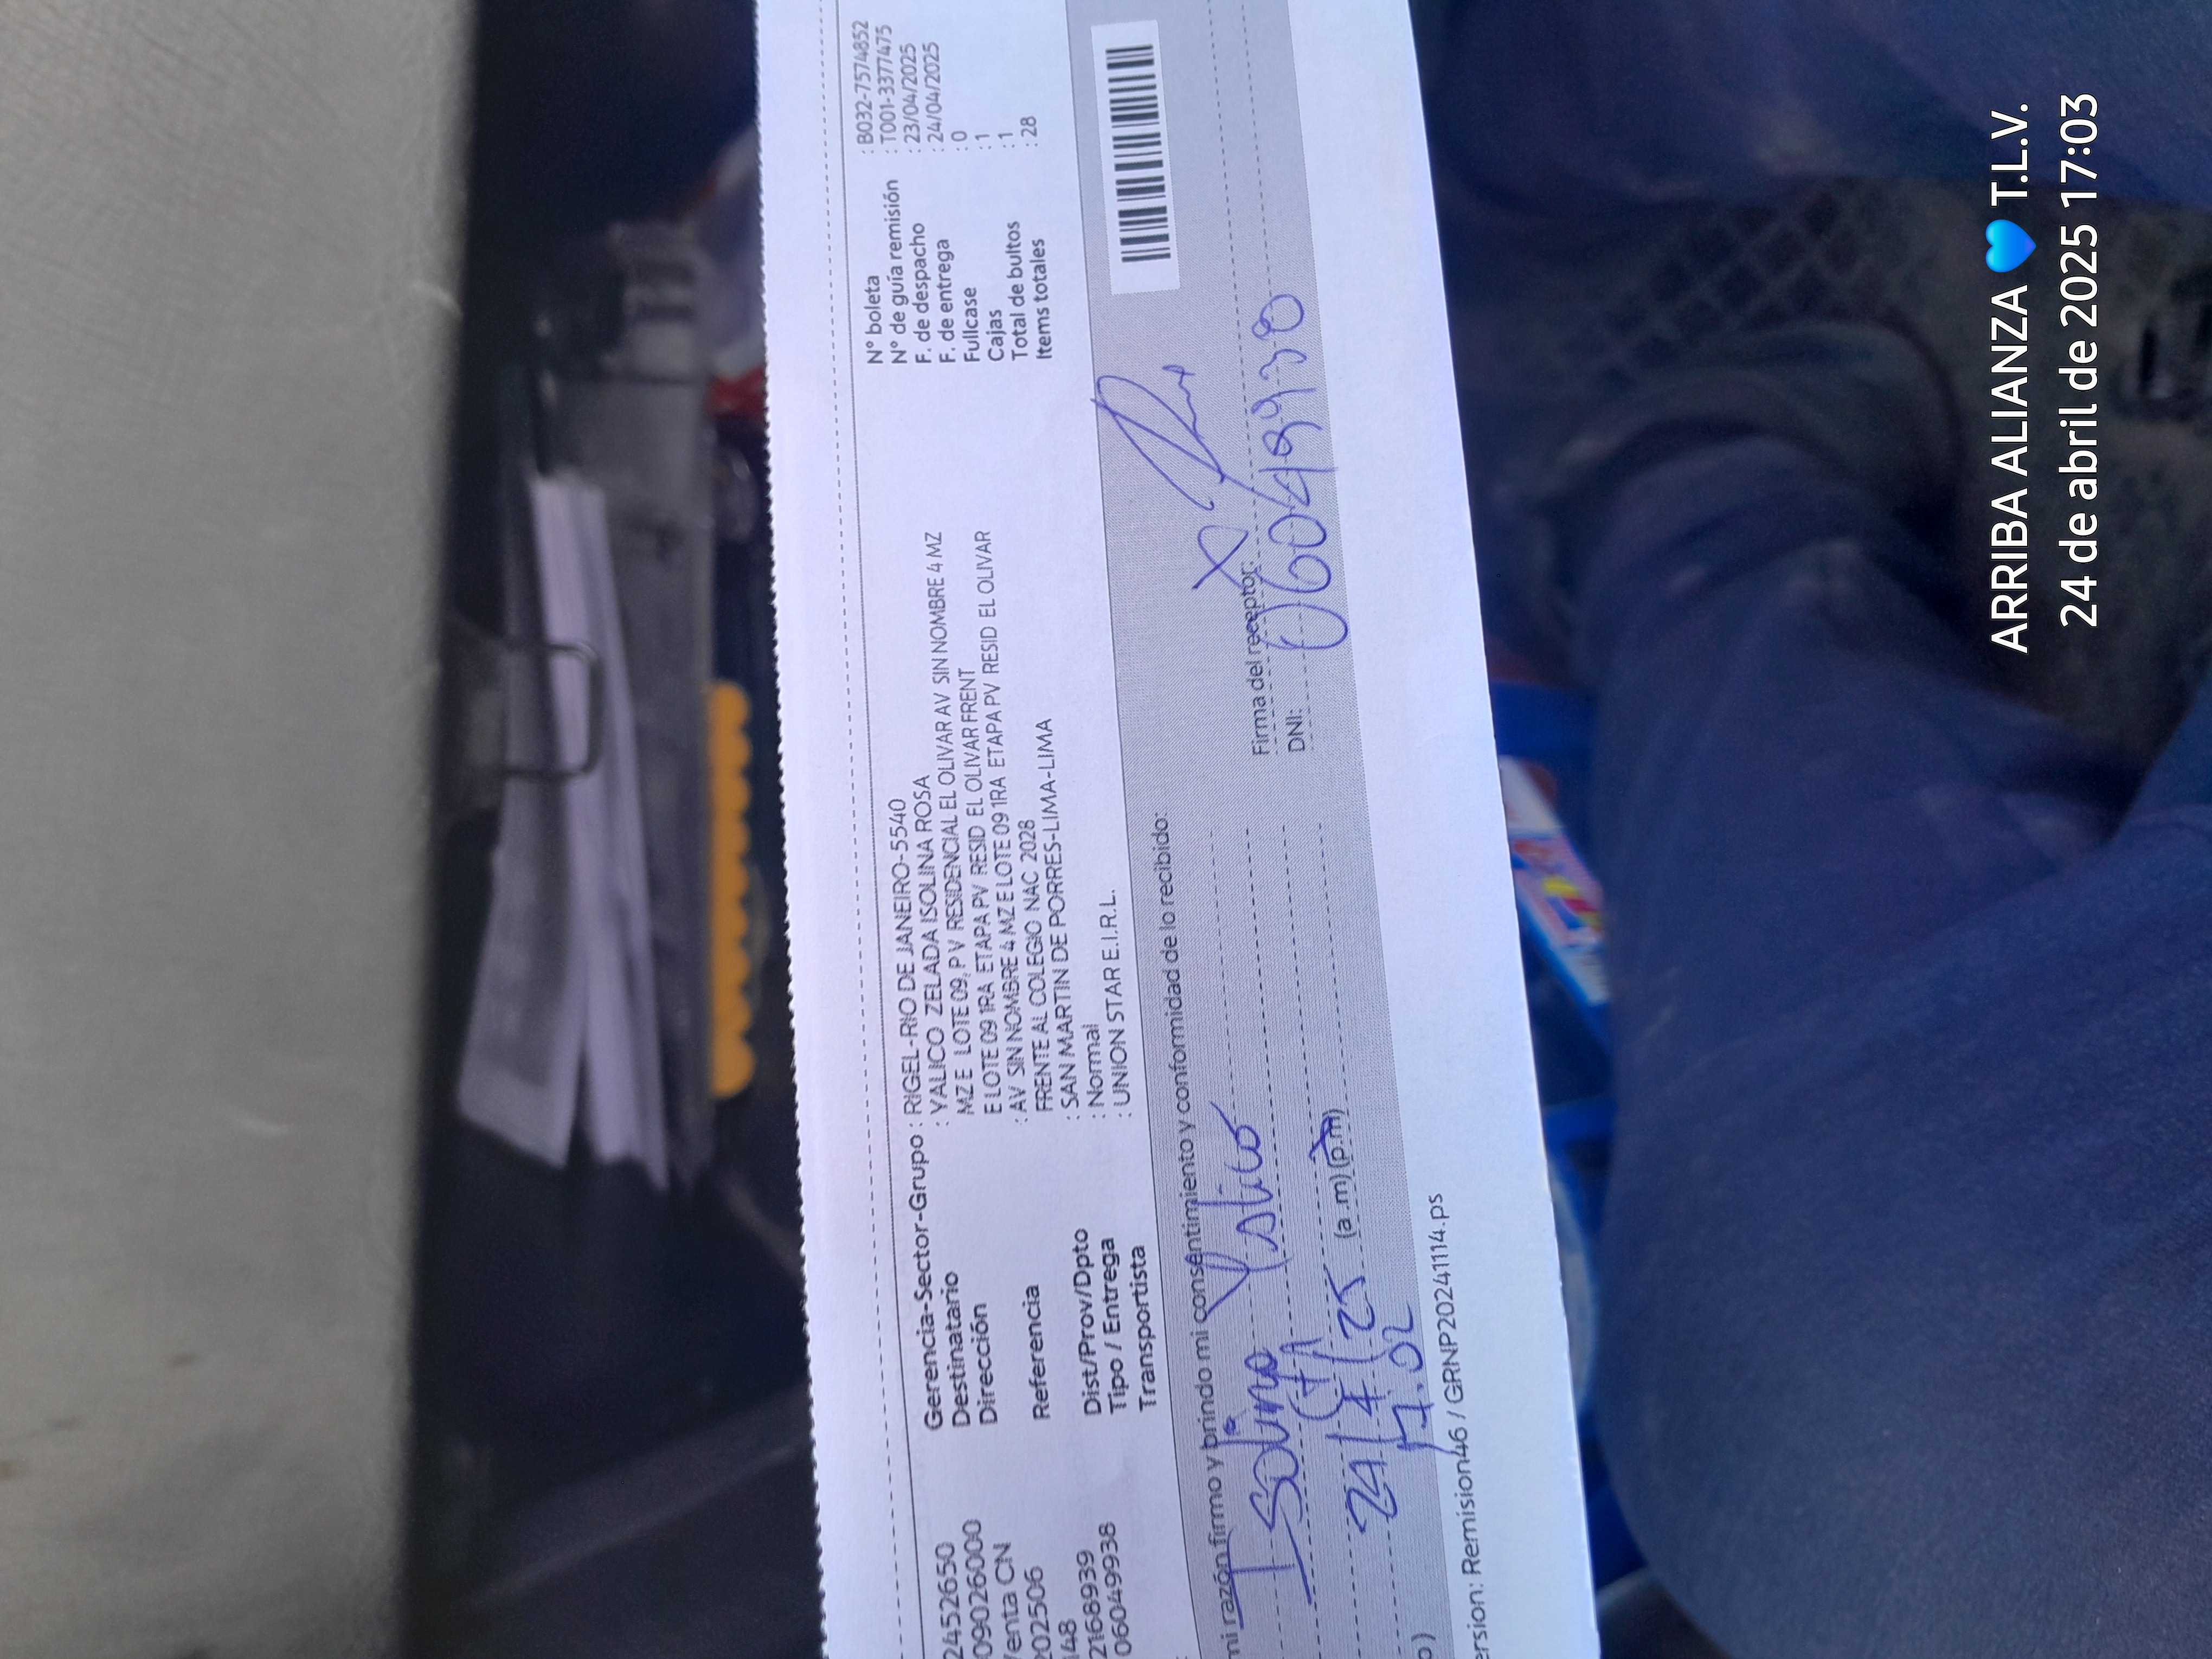 2452650
09026000
Venta CN
202506
148
2168939
06049938
Gerencia-Sector-Grupo : RIGEL-RIO DE JANEIRO-5540
Destinatario : YALICO ZELADA ISOLINA ROSA
Dirección MZ E LOTE 09, P V RESIDENCIAL EL OLIVAR AV SIN NOMBRE 4 MZ
E LOTE 09 1RA ETAPA PV RESID EL OLIVAR FRENT
Referencia : AV SIN NOMBRE 4 MZ E LOTE 09 1RA ETAPA PV RESID EL OLIVAR
FRENTE AL COLEGIO NAC 2028
Dist/Prov/Dpto : SAN MARTIN DE PORRES-LIMA-LIMA
Tipo / Entrega : Normal
Transportista : UNION STAR E.I.R.L.
N° boleta : B032-7574852
N° de guía remisión : T001-3377475
F. de despacho : 23/04/2025
F. de entrega : 24/04/2025
Fullcase : 0
Cajas : 1
Total de bultos : 1
Items totales : 28
mi razón firmo y brindo mi consentimiento y conformidad de lo recibido:
Isolina Yalico
24/4/25 (a.m) (p.m)
Firma del receptor:
DNI:
ersion: Remision46 / GRNP20241114.ps
ARRIBA ALIANZA 💙 T.L.V.
24 de abril de 2025 17:03